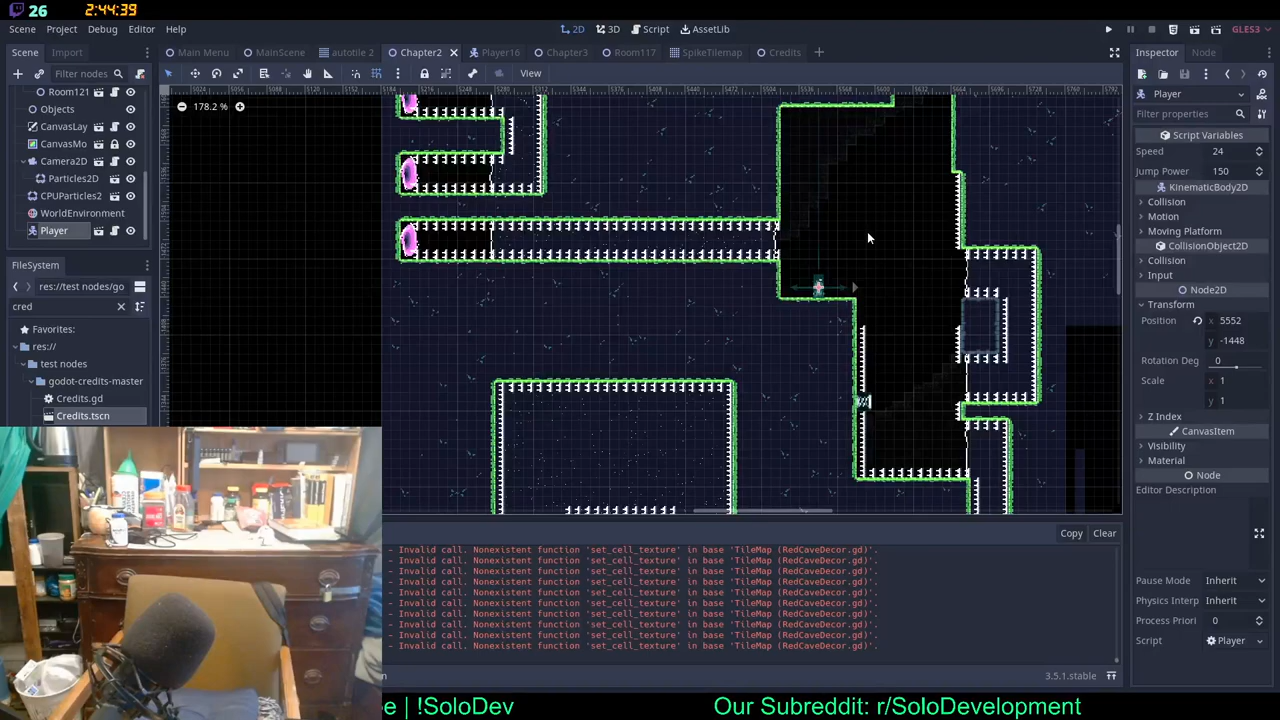 26 2:44:39
Scene Project Debug Editor Help
2D 3D Script AssetLib
GLES3
Scene Import
Main Menu MainScene autotile 2 Chapter2 Player16 Chapter3 Room117 SpikeTilemap Credits
Inspector Node
Filter nodes
View
Room121
Objects
CanvasLay
CanvasMo
Camera2D
Particles2D
CPUParticles2
WorldEnvironment
Player
178.2 %
FileSystem
res://test nodes/go
cred
Favorites:
res://
test nodes
godot-credits-master
Credits.gd
Credits.tscn
Player
Filter properties
Script Variables
Speed 24
Jump Power 150
KinematicBody2D
Collision
Motion
Moving Platform
CollisionObject2D
Collision
Input
Node2D
Transform
Position x 5552
y -1448
Rotation Deg 0
Scale x 1
y 1
Z Index
CanvasItem
Visibility
Material
Node
Editor Description
Pause Mode Inherit
Physics Interp Inherit
Process Priori 0
Script Player
Copy Clear
- Invalid call. Nonexistent function 'set_cell_texture' in base 'TileMap (RedCaveDecor.gd)'.
- Invalid call. Nonexistent function 'set_cell_texture' in base 'TileMap (RedCaveDecor.gd)'.
- Invalid call. Nonexistent function 'set_cell_texture' in base 'TileMap (RedCaveDecor.gd)'.
- Invalid call. Nonexistent function 'set_cell_texture' in base 'TileMap (RedCaveDecor.gd)'.
- Invalid call. Nonexistent function 'set_cell_texture' in base 'TileMap (RedCaveDecor.gd)'.
- Invalid call. Nonexistent function 'set_cell_texture' in base 'TileMap (RedCaveDecor.gd)'.
- Invalid call. Nonexistent function 'set_cell_texture' in base 'TileMap (RedCaveDecor.gd)'.
- Invalid call. Nonexistent function 'set_cell_texture' in base 'TileMap (RedCaveDecor.gd)'.
- Invalid call. Nonexistent function 'set_cell_texture' in base 'TileMap (RedCaveDecor.gd)'.
- Invalid call. Nonexistent function 'set_cell_texture' in base 'TileMap (RedCaveDecor.gd)'.
3.5.1.stable
be | !SoloDev Our Subreddit: r/SoloDevelopment